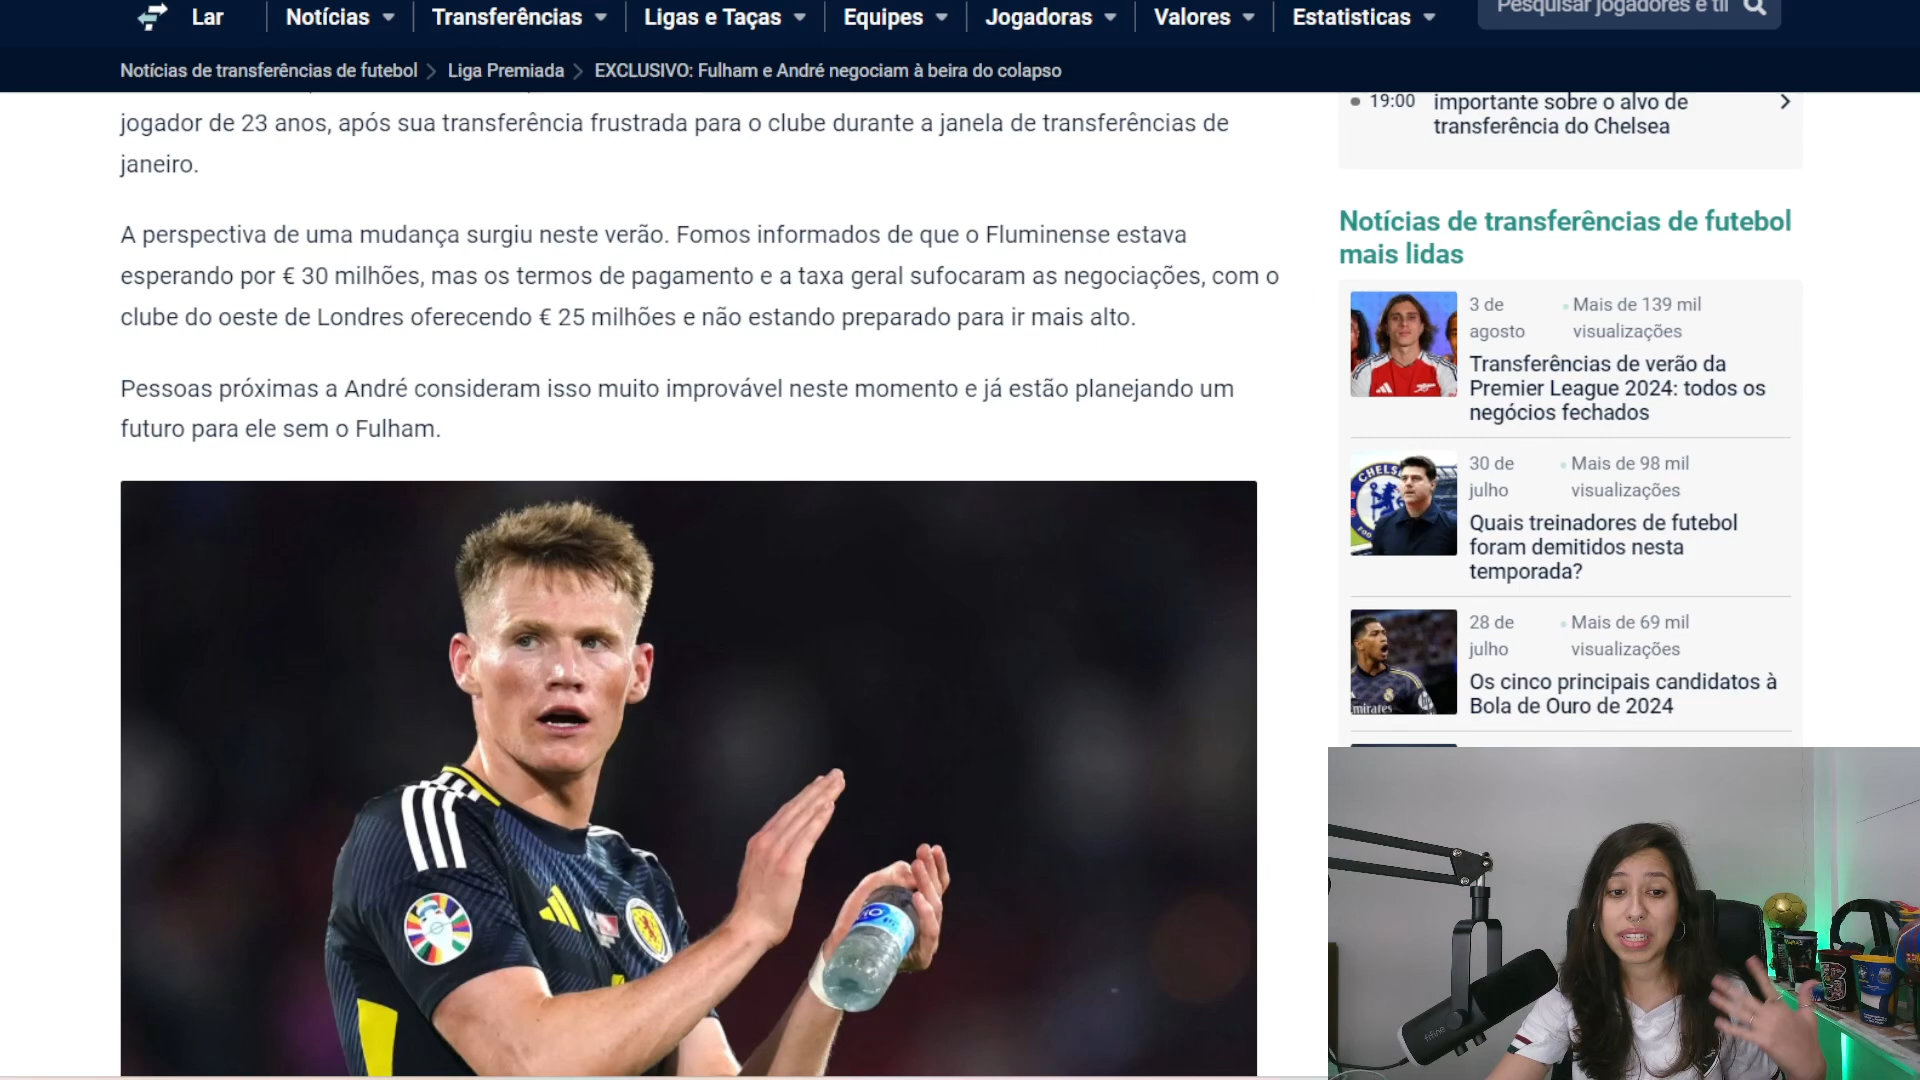 Lar
Notícias
Transferências
Ligas e Taças
Equipes
Jogadoras
Valores
Estatisticas
Pesquisar jogadores e ti
Notícias de transferências de futebol
Liga Premiada
EXCLUSIVO: Fulham e André negociam à beira do colapso
jogador de 23 anos, após sua transferência frustrada para o clube durante a janela de transferências de
janeiro.
A perspectiva de uma mudança surgiu neste verão. Fomos informados de que o Fluminense estava
esperando por € 30 milhões, mas os termos de pagamento e a taxa geral sufocaram as negociações, com o
clube do oeste de Londres oferecendo € 25 milhões e não estando preparado para ir mais alto.
Pessoas próximas a André consideram isso muito improvável neste momento e já estão planejando um
futuro para ele sem o Fulham.
19:00
importante sobre o alvo de
transferência do Chelsea
Notícias de transferências de futebol
mais lidas
3 de
agosto
Mais de 139 mil
visualizações
Transferências de verão da
Premier League 2024: todos os
negócios fechados
CHELS
30 de
julho
Mais de 98 mil
visualizações
Quais treinadores de futebol
foram demitidos nesta
temporada?
mirates
28 de
julho
Mais de 69 mil
visualizações
Os cinco principais candidatos à
Bola de Ouro de 2024